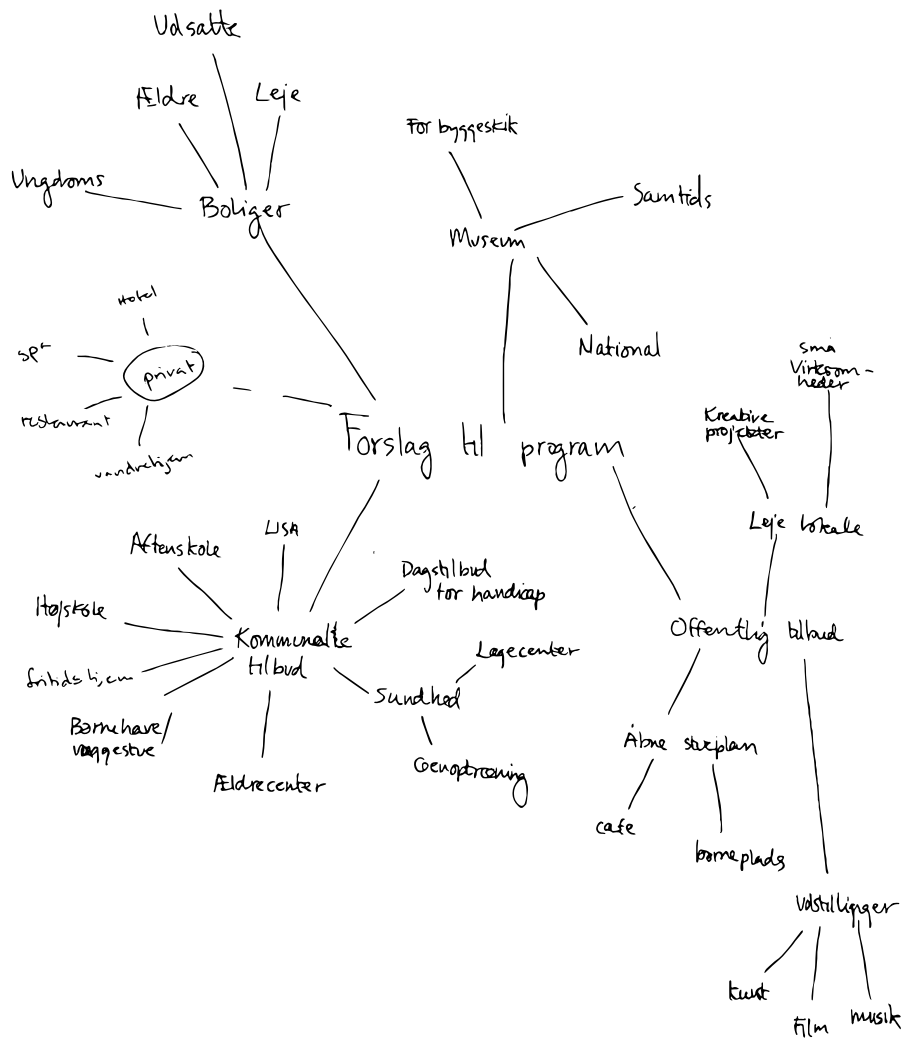 Udsatte
Ældre
Leje
Ungdoms
Boliger
For byggeskik
Samtids
Museum
National
Hotel
spa
privat
restaurant
vandrehjem
Forslag til program
små
Virksom-
heder
Kreative
projekter
Leje lokale
Aftenskole
USA
Dagstilbud
for handicap
Højskole
Kommunale
tilbud
Offentlig tilbud
fritidshjem
Lægecenter
Sundhed
Børnehave/
vuggestue
Genoptræning
Ældrecenter
Åbne stueplan
cafe
børneplads
Udstillinger
kunst
Film
musik